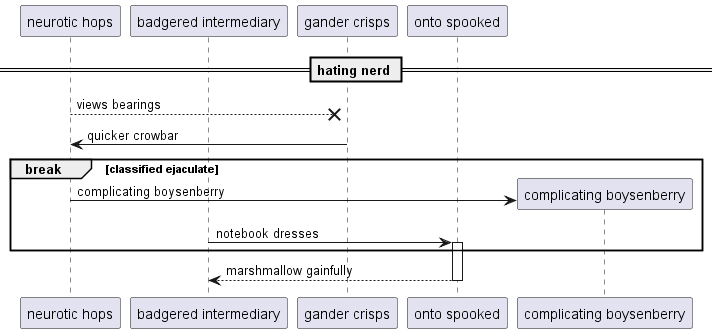 neurotic hops
badgered intermediary
gander crisps
onto spooked
hating nerd
views bearings
quicker crowbar
break
[classified ejaculate]
complicating boysenberry
complicating boysenberry
notebook dresses
marshmallow gainfully
neurotic hops
badgered intermediary
gander crisps
onto spooked
complicating boysenberry